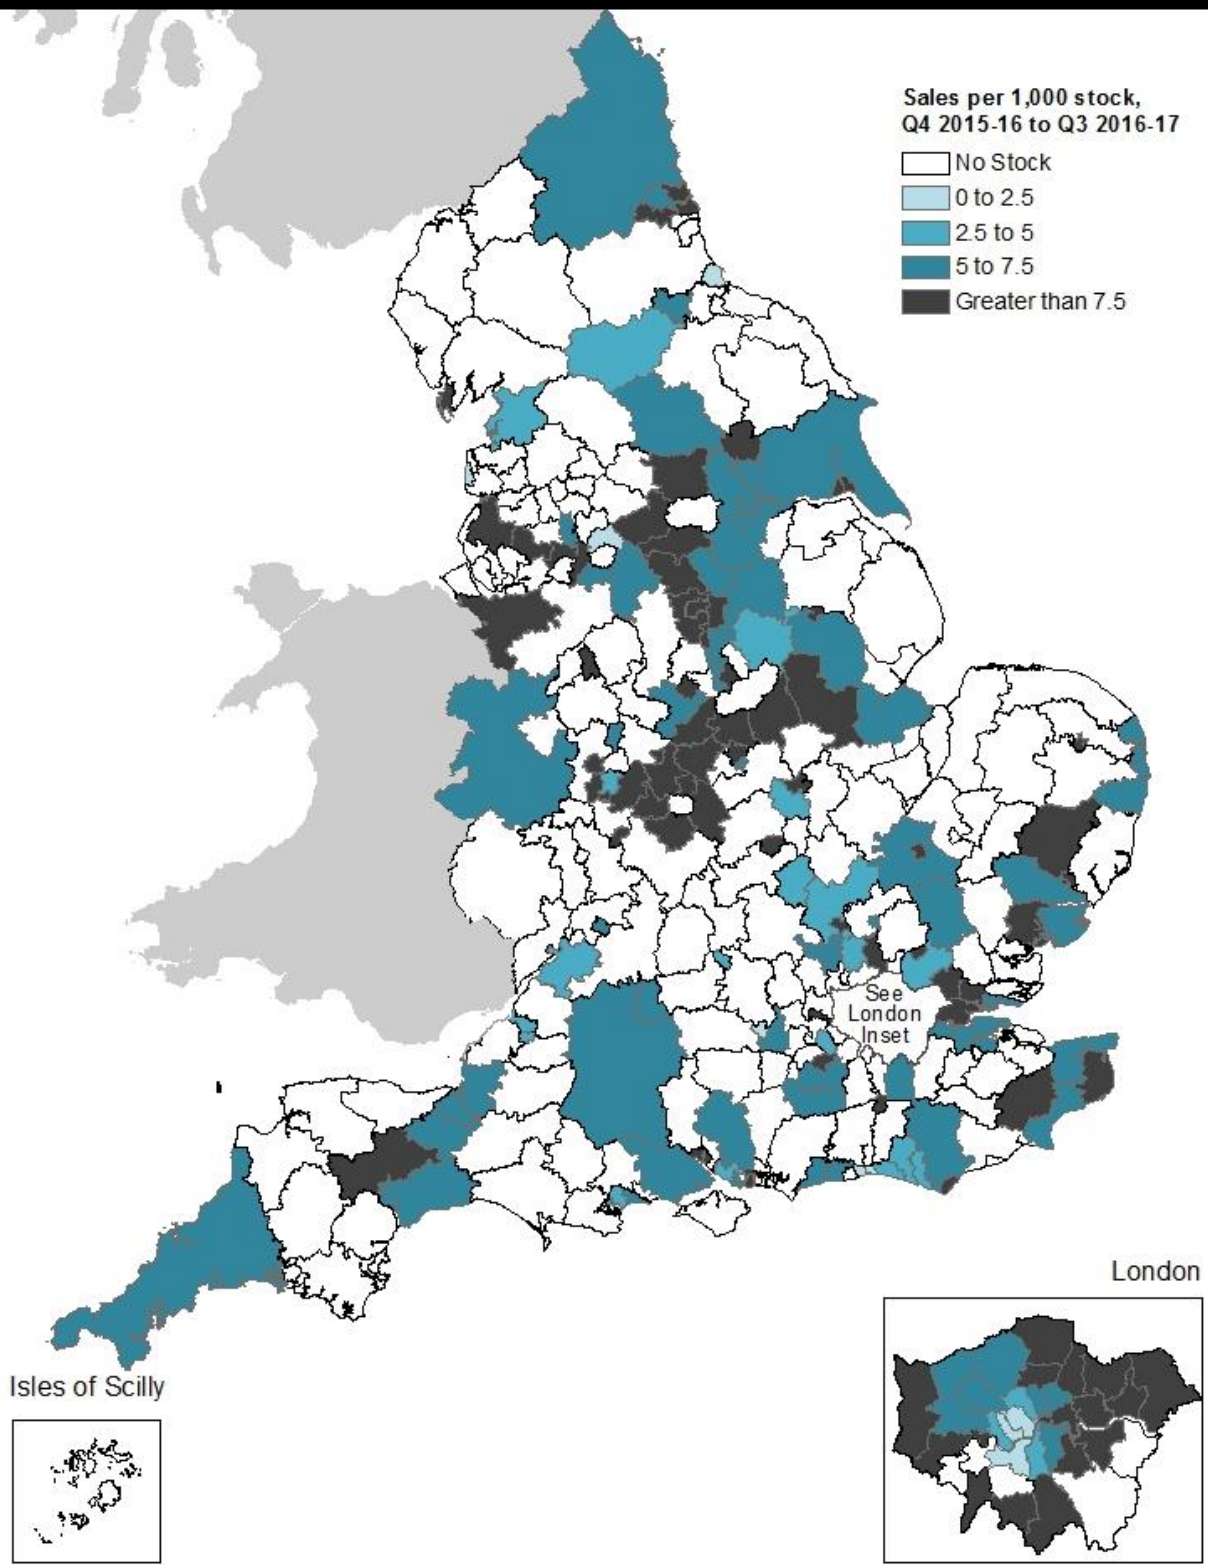 Sales per 1,000 stock,
Q4 2015-16 to Q3 2016-17
No Stock
0 to 2.5
2.5 to 5
5 to 7.5
Greater than 7.5
See
London
Inset
London
Isles of Scilly